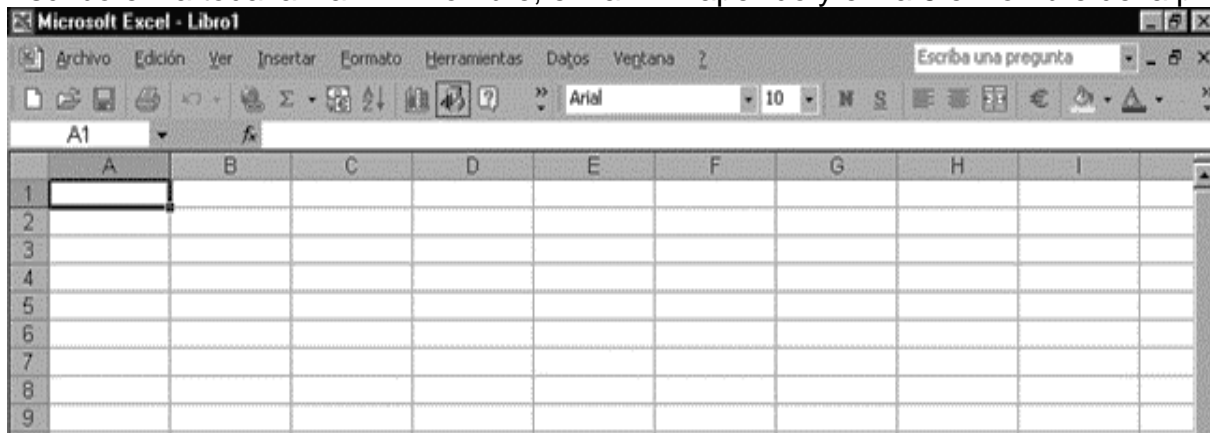 Microsoft Excel - Libro1
Archivo Edición Ver Insertar Formato Herramientas Datos Ventana ? Escriba una pregunta
Arial 10 N S €
A1 fx
A B C D E F G H I
1
2
3
4
5
6
7
8
9